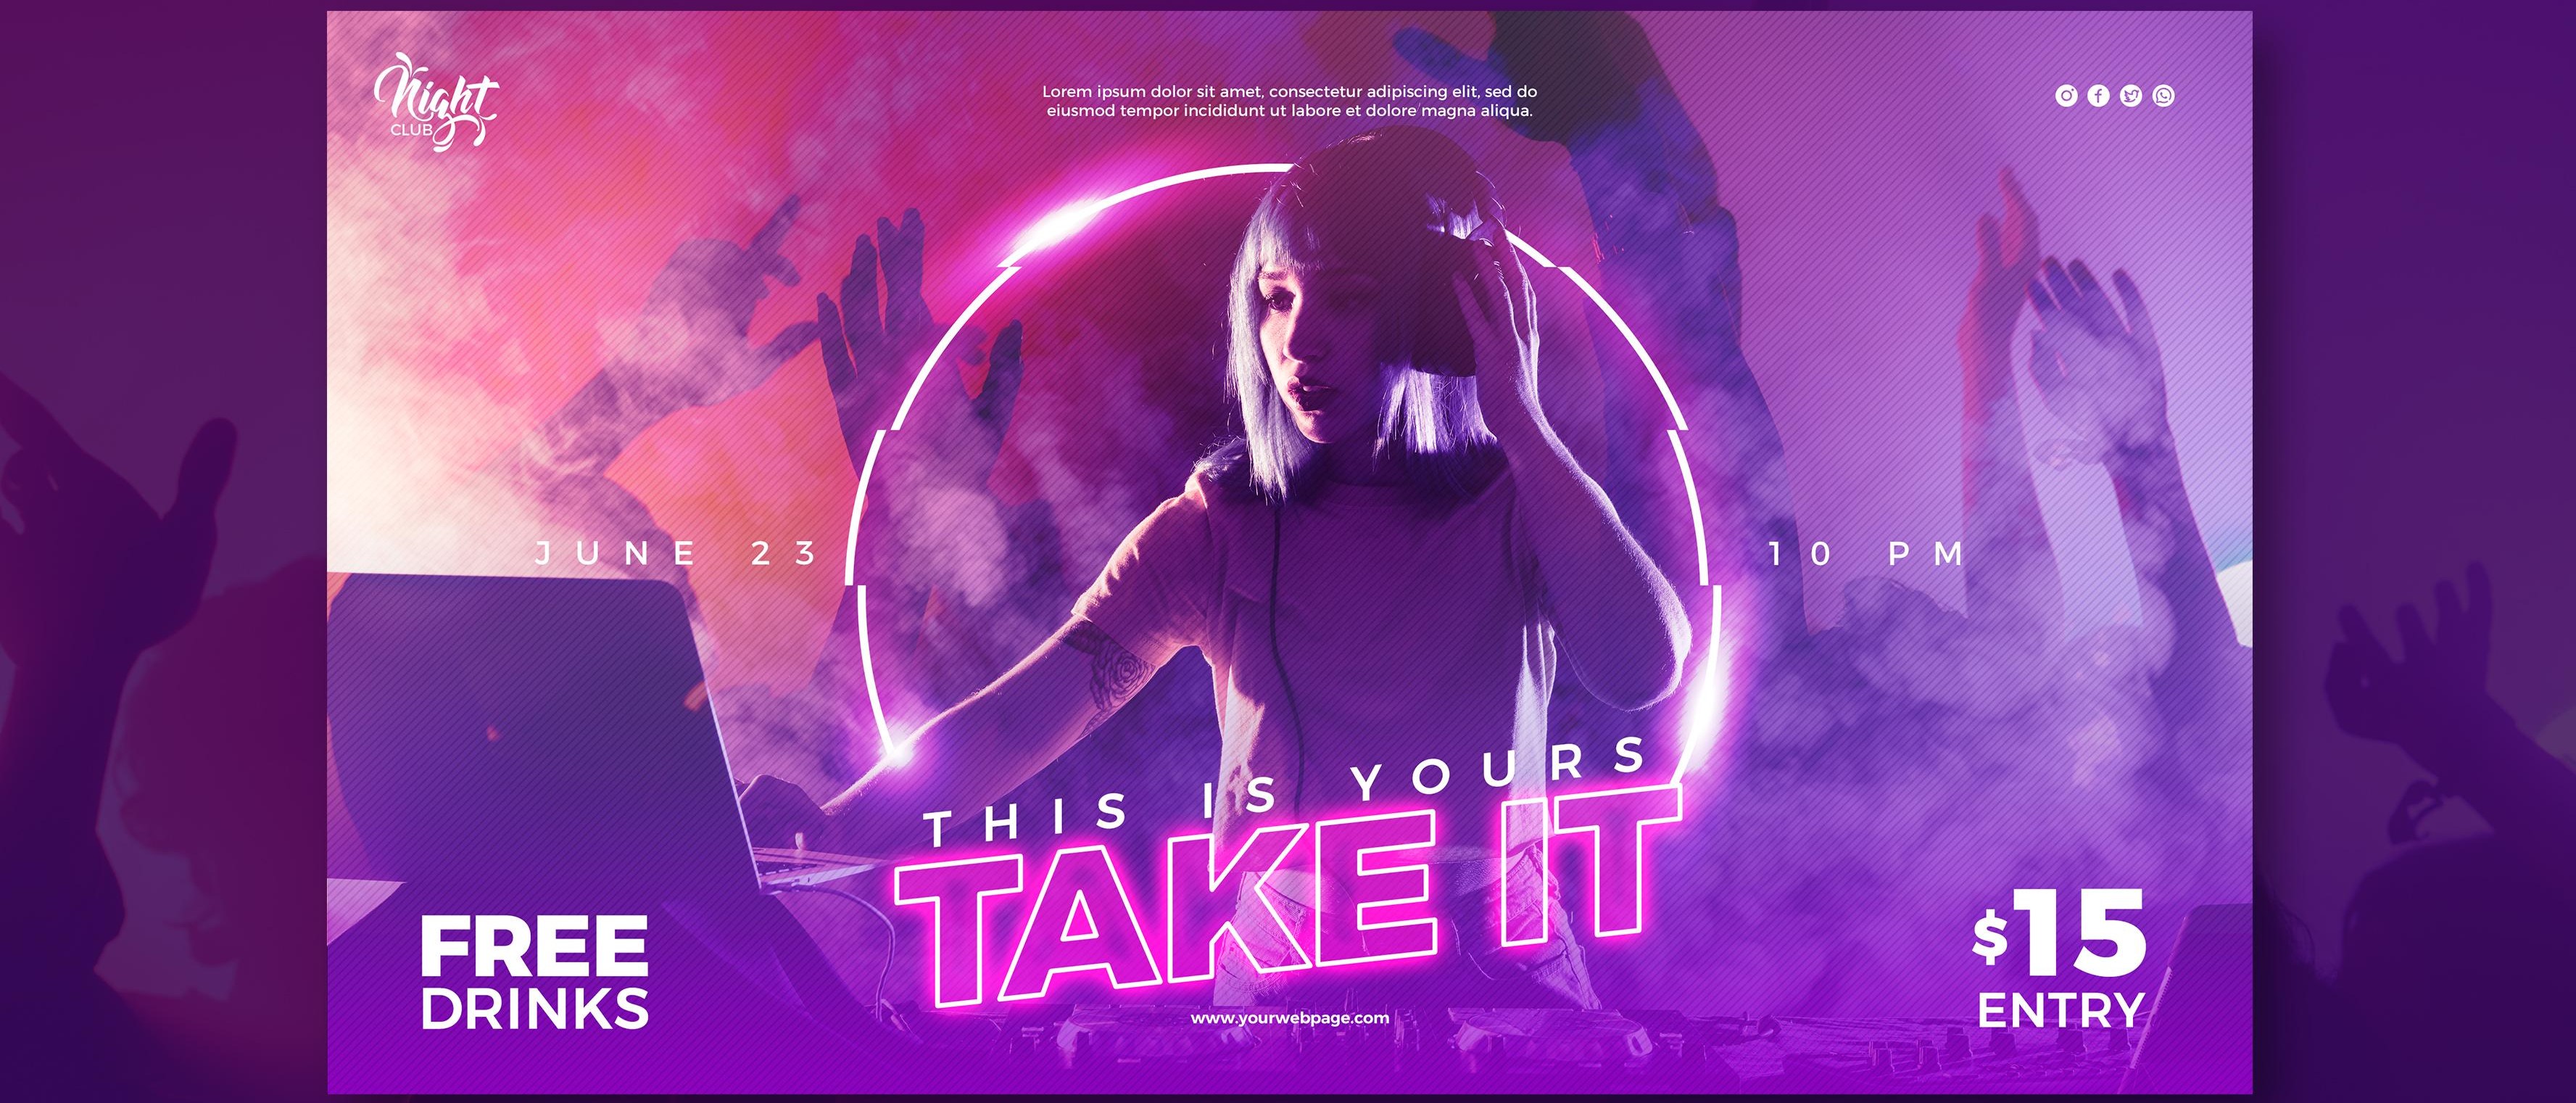 Night
CLUB
Lorem ipsum dolor sit amet, consectetur adipiscing elit, sed do
eiusmod tempor incididunt ut labore et dolore magna aliqua.
JUNE 23
10 PM
THIS IS YOURS
TAKE IT
FREE
DRINKS
www.yourwebpage.com
$15
ENTRY